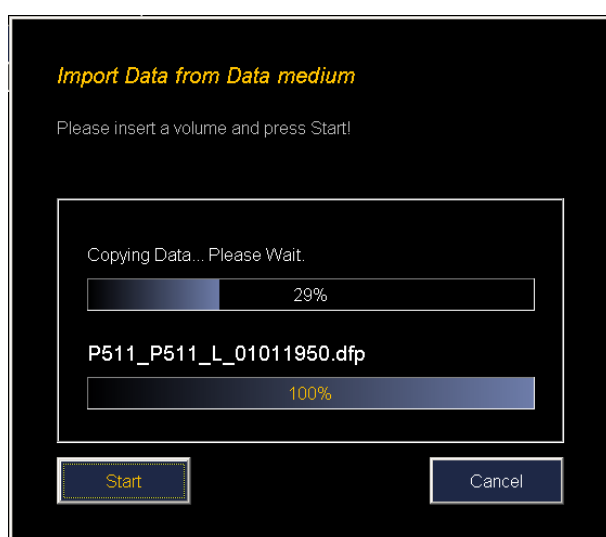 Import Data from Data medium
Please insert a volume and press Start!
Copying Data... Please Wait.
29%
P511_P511_L_01011950.dfp
100%
Start
Cancel